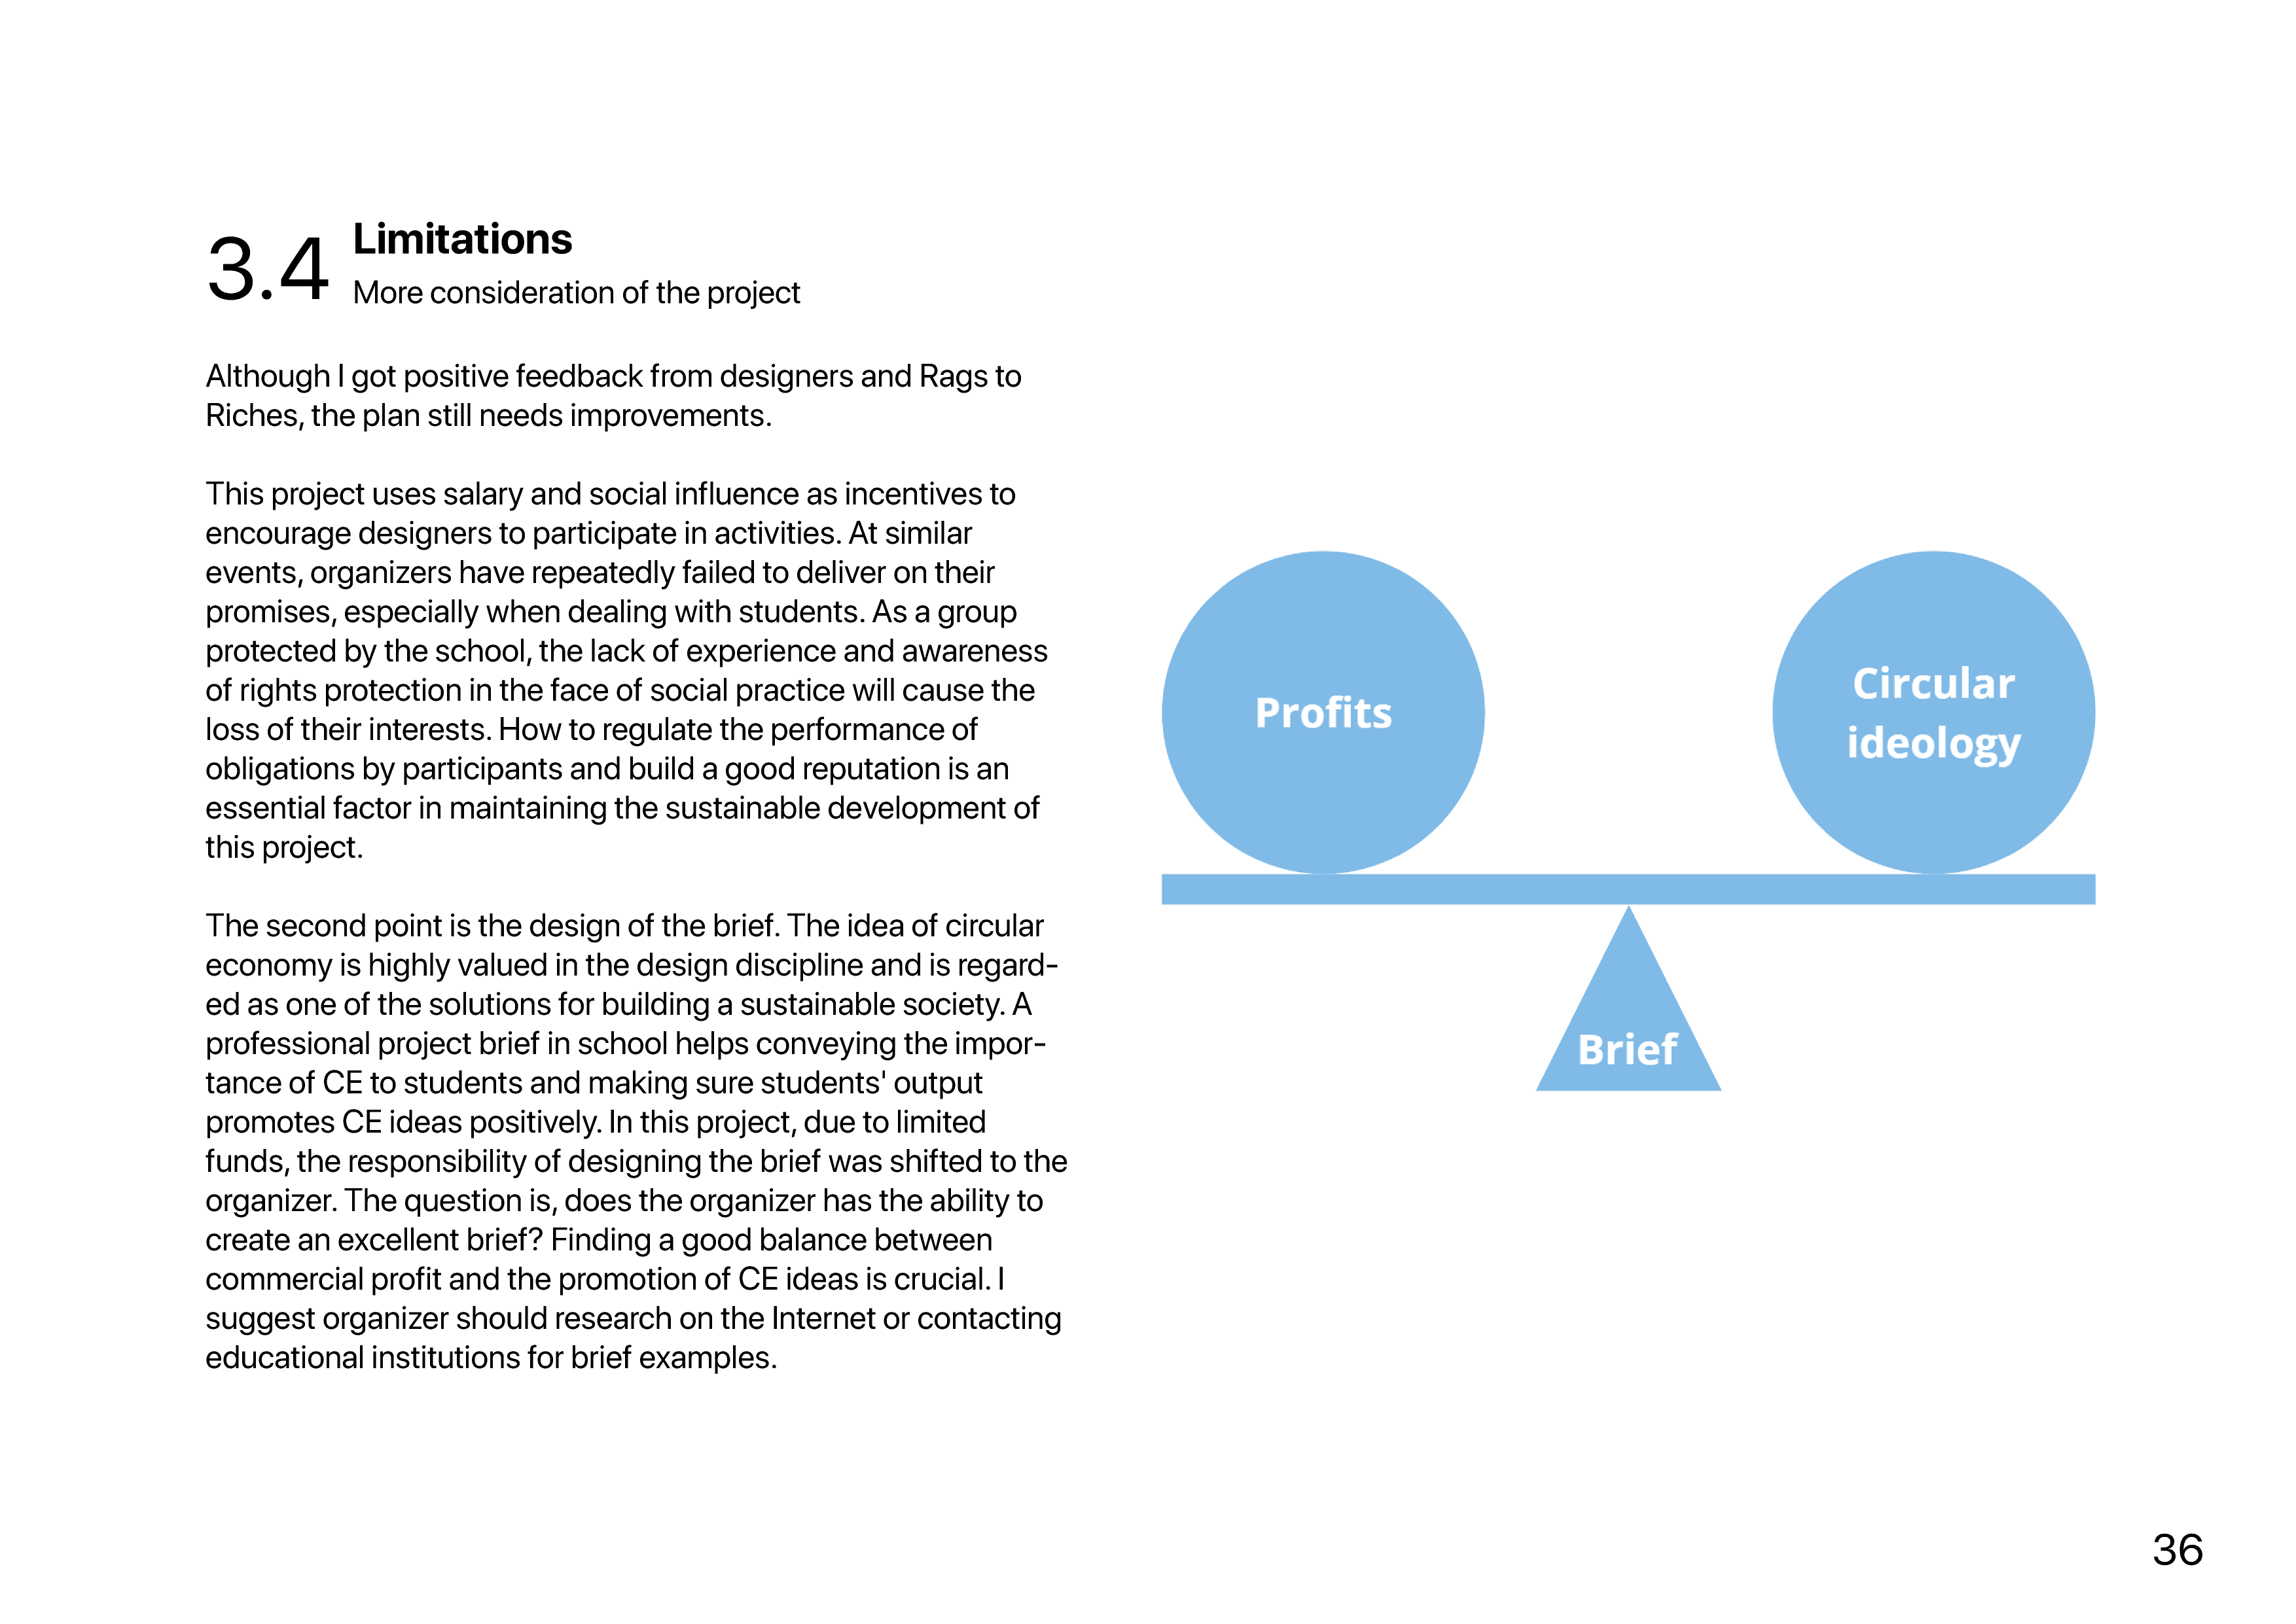 3.4
Limitations
More consideration of the project
Although I got positive feedback from designers and Rags to
Riches, the plan still needs improvements.
This project uses salary and social influence as incentives to
encourage designers to participate in activities. At similar
events, organizers have repeatedly failed to deliver on their
promises, especially when dealing with students. As a group
protected by the school, the lack of experience and awareness
of rights protection in the face of social practice will cause the
loss of their interests. How to regulate the performance of
obligations by participants and build a good reputation is an
essential factor in maintaining the sustainable development of
this project.
The second point is the design of the brief. The idea of circular
economy is highly valued in the design discipline and is regard-
ed as one of the solutions for building a sustainable society. A
professional project brief in school helps conveying the impor-
tance of CE to students and making sure students' output
promotes CE ideas positively. In this project, due to limited
funds, the responsibility of designing the brief was shifted to the
organizer. The question is, does the organizer has the ability to
create an excellent brief? Finding a good balance between
commercial profit and the promotion of CE ideas is crucial. I
suggest organizer should research on the Internet or contacting
educational institutions for brief examples.
Profits
Circular
ideology
Brief
36